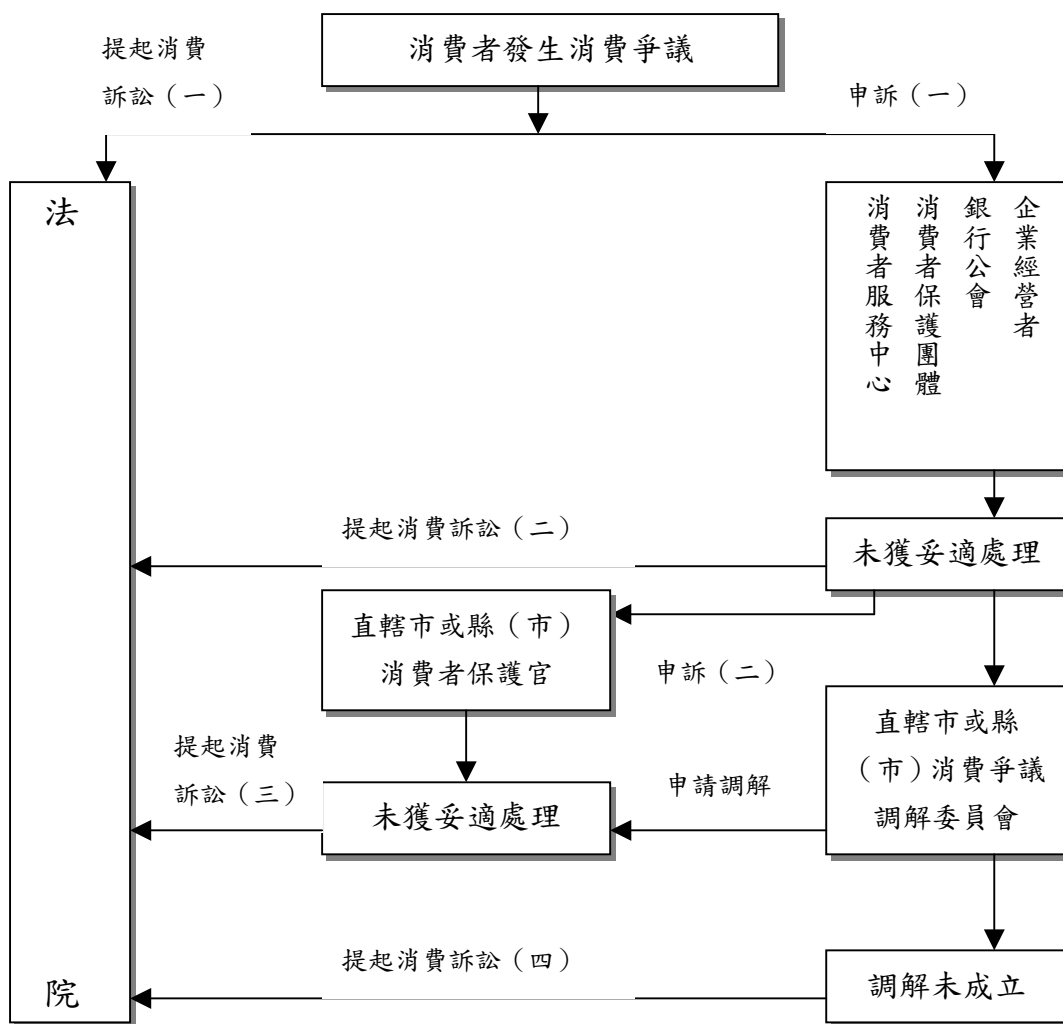 消費者發生消費爭議
提起消費
訴訟（一）
申訴（一）
法
院
企業經營者
銀行公會
消費者保護團體
消費者服務中心
提起消費訴訟（二）
未獲妥適處理
直轄市或縣（市）
消費者保護官
申訴（二）
直轄市或縣
（市）消費爭議
調解委員會
提起消費
訴訟（三）
未獲妥適處理
申請調解
提起消費訴訟（四）
調解未成立